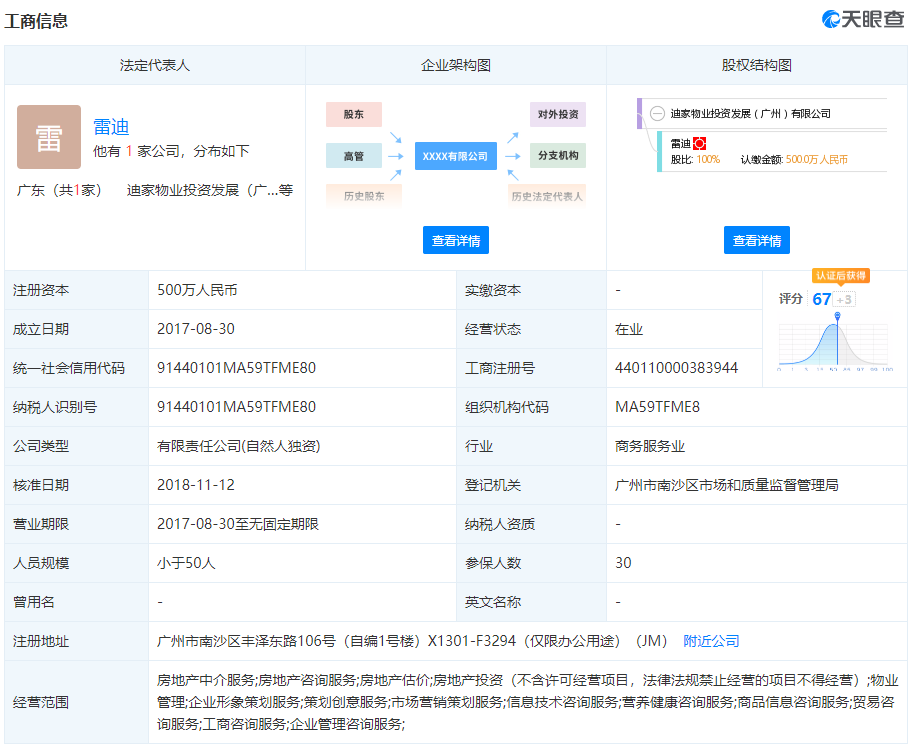 工商信息
天眼查
法定代表人
企业架构图
股权结构图
雷
雷迪
他有 1 家公司，分布如下
广东（共1家） 迪家物业投资发展（广...等
股东
高管
历史股东
XXXX有限公司
对外投资
分支机构
历史法定代表人
查看详情
迪家物业投资发展（广州）有限公司
雷迪
股比: 100% 认缴金额: 500.0万人民币
查看详情
注册资本 500万人民币 实缴资本 -
认证后获得
评分 67 +3
成立日期 2017-08-30 经营状态 在业
统一社会信用代码 91440101MA59TFME80 工商注册号 440110000383944
纳税人识别号 91440101MA59TFME80 组织机构代码 MA59TFME8
公司类型 有限责任公司(自然人独资) 行业 商务服务业
核准日期 2018-11-12 登记机关 广州市南沙区市场和质量监督管理局
营业期限 2017-08-30至无固定期限 纳税人资质 -
人员规模 小于50人 参保人数 30
曾用名 - 英文名称 -
注册地址 广州市南沙区丰泽东路106号（自编1号楼）X1301-F3294（仅限办公用途）（JM） 附近公司
经营范围
房地产中介服务;房地产咨询服务;房地产估价;房地产投资（不含许可经营项目，法律法规禁止经营的项目不得经营）;物业
管理;企业形象策划服务;策划创意服务;市场营销策划服务;信息技术咨询服务;营养健康咨询服务;商品信息咨询服务;贸易咨
询服务;工商咨询服务;企业管理咨询服务;